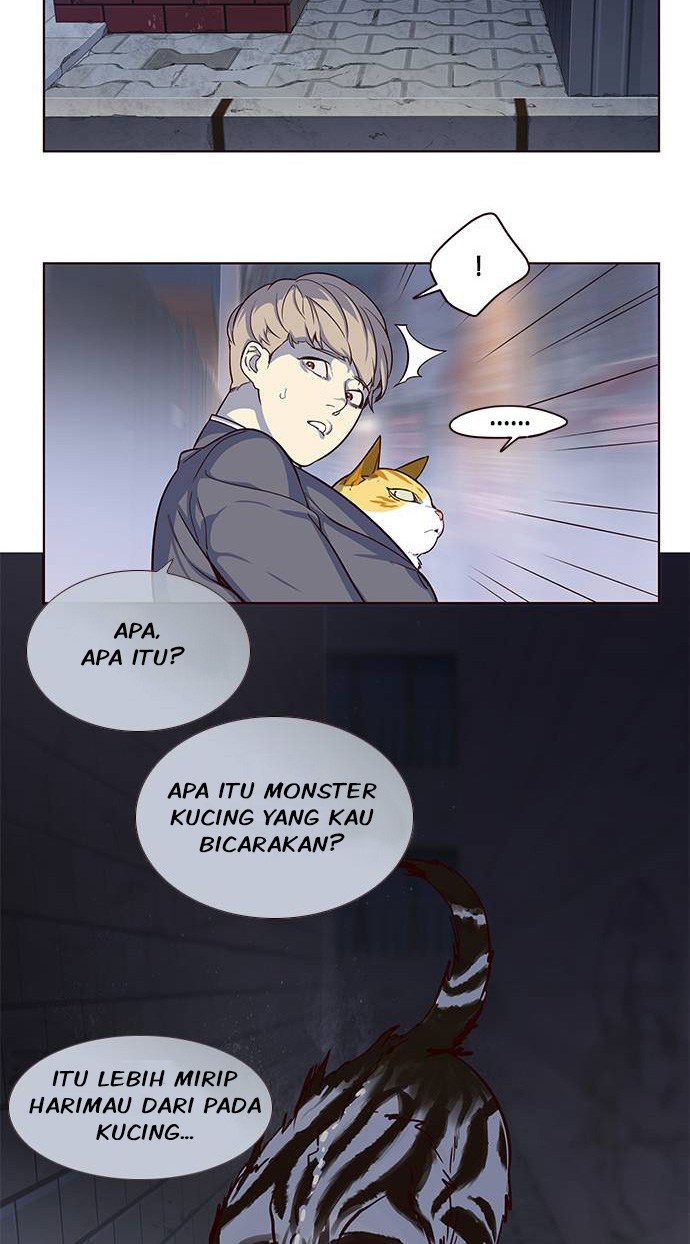 !
......
APA,
APA ITU?
APA ITU MONSTER
KUCING YANG KAU
BICARAKAN?
ITU LEBIH MIRIP
HARIMAU DARI PADA
KUCING...